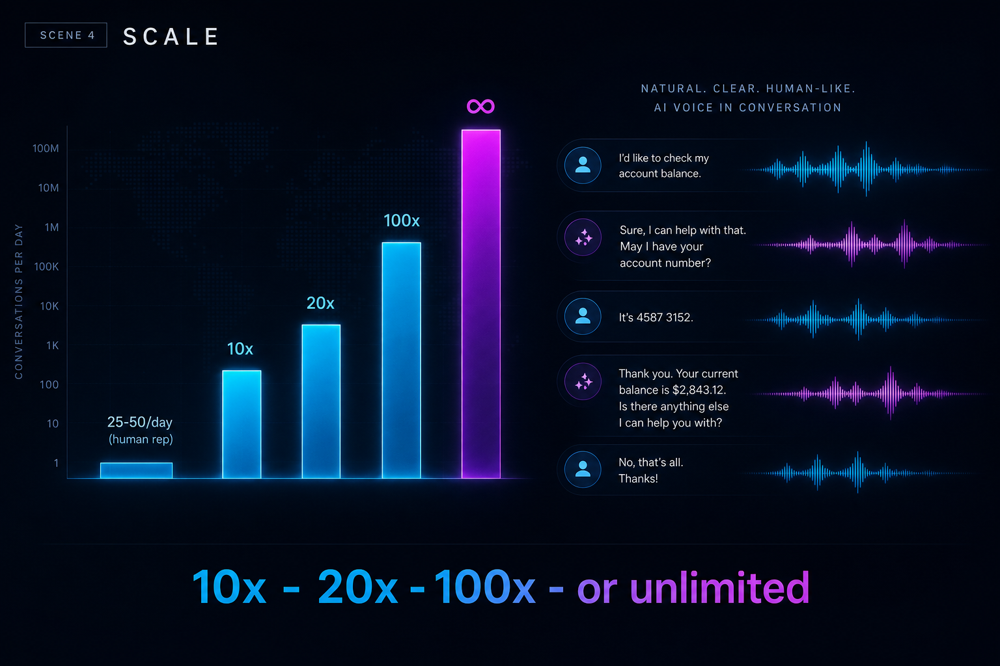 SCENE 4
SCALE
CONVERSATIONS PER DAY
100M
10M
1M
100K
10K
1K
100
10
1
25-50/day
(human rep)
10x
20x
100x
∞
NATURAL. CLEAR. HUMAN-LIKE.
AI VOICE IN CONVERSATION
I'd like to check my
account balance.
Sure, I can help with that.
May I have your
account number?
It's 4587 3152.
Thank you. Your current
balance is $2,843.12.
Is there anything else
I can help you with?
No, that's all.
Thanks!
10x - 20x - 100x - or unlimited